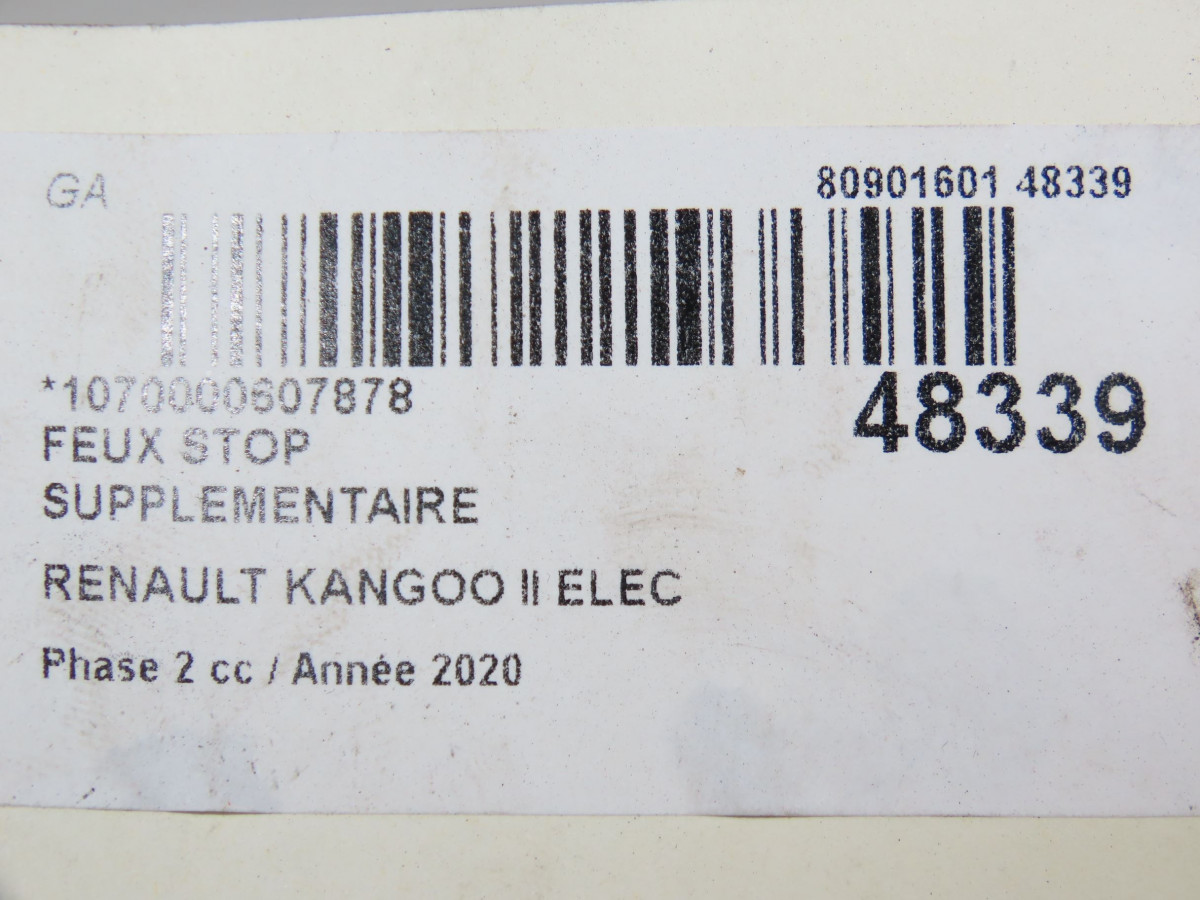 GA
80901601 48339
*1070000607878
48339
FEUX STOP
SUPPLEMENTAIRE
RENAULT KANGOO II ELEC
Phase 2 cc / Année 2020